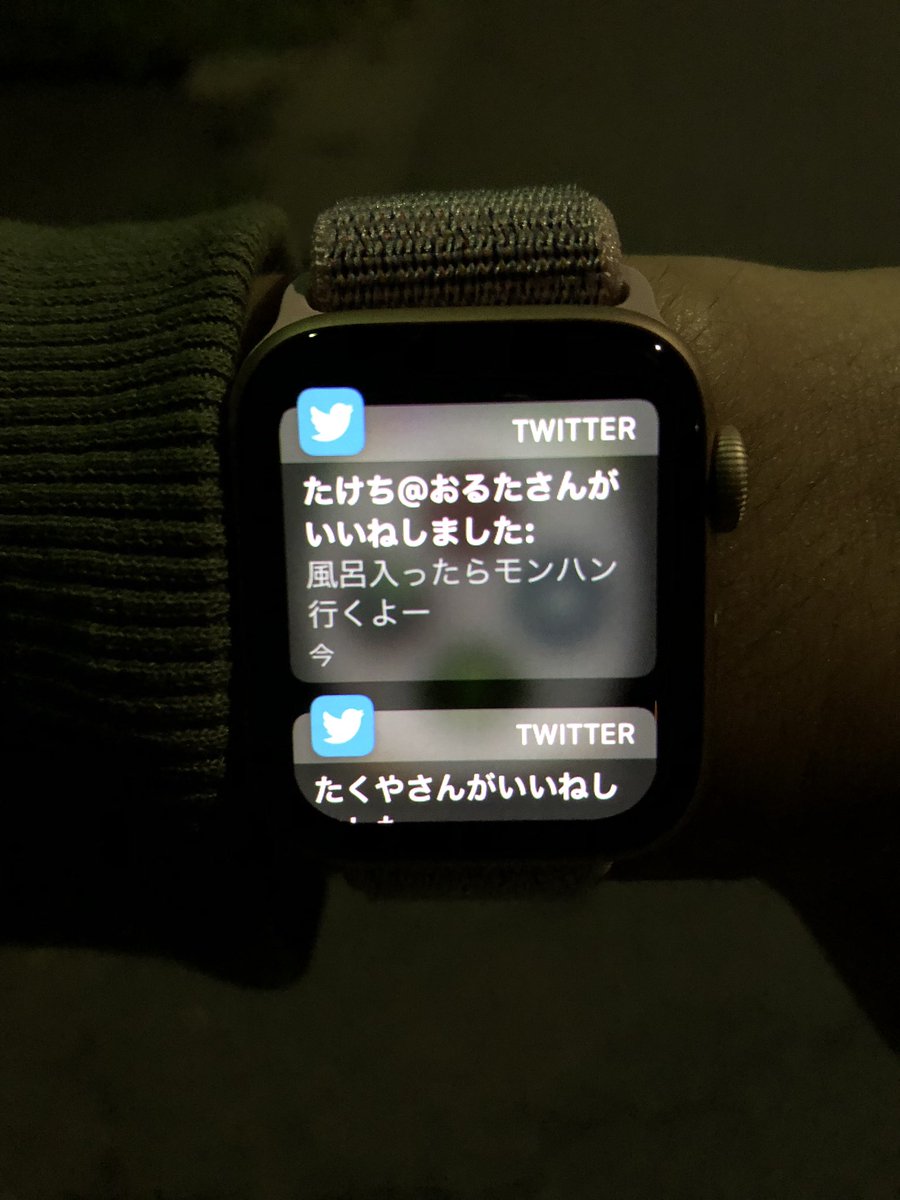 TWITTER
たけち@おるたさんが
いいねしました:
風呂入ったらモンハン
行くよー
今
TWITTER
たくやさんがいいねし